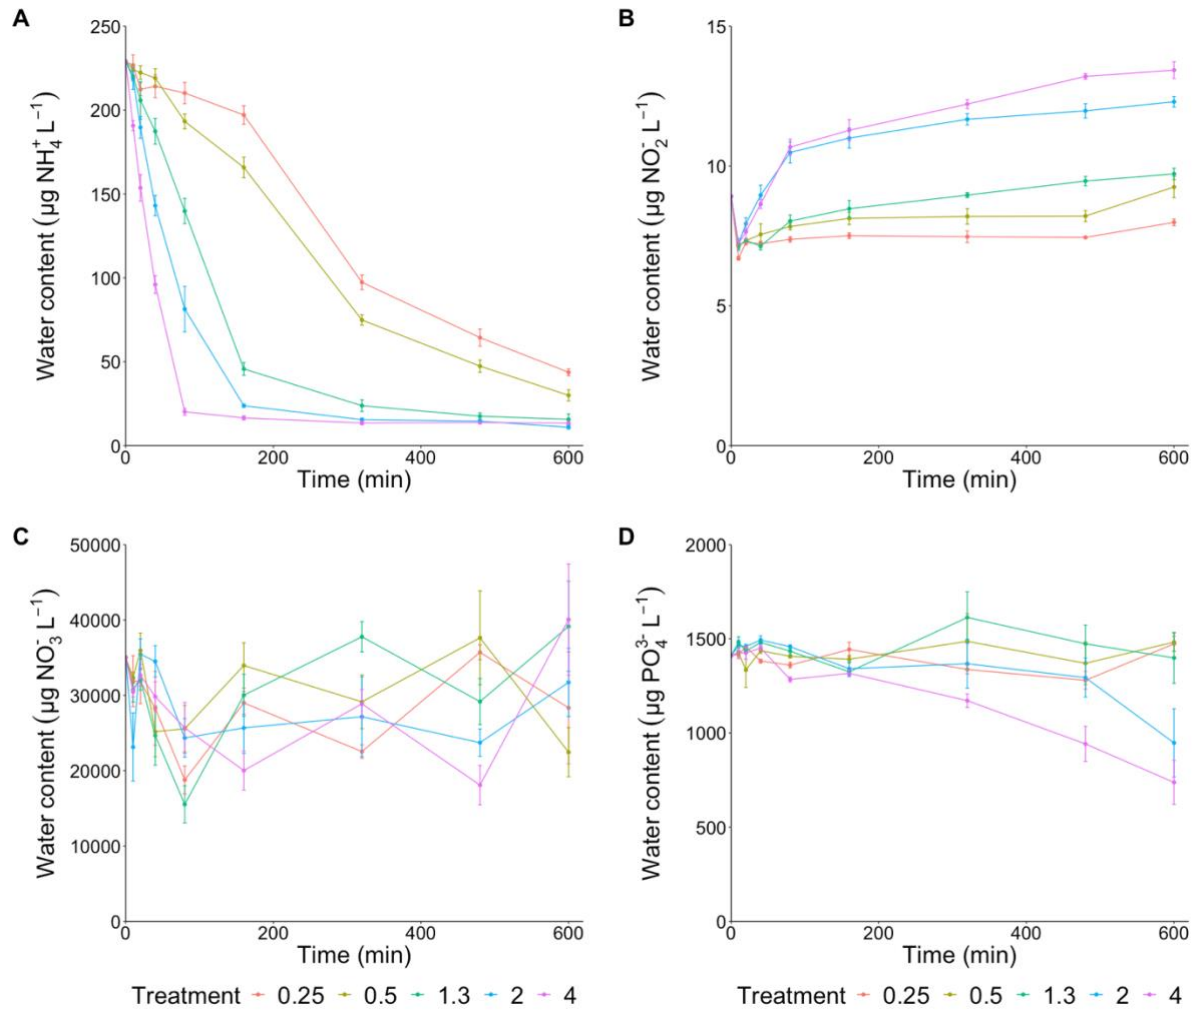 A
250
200
150
100
50
0
0 200 400 600
Water content (µg NH₄⁺ L⁻¹)
Time (min)
B
15
10
5
0
0 200 400 600
Water content (µg NO₂⁻ L⁻¹)
Time (min)
C
50000
40000
30000
20000
10000
0
0 200 400 600
Water content (µg NO₃⁻ L⁻¹)
Time (min)
D
2000
1500
1000
500
0
0 200 400 600
Water content (µg PO₄³⁻ L⁻¹)
Time (min)
Treatment 0.25 0.5 1.3 2 4
Treatment 0.25 0.5 1.3 2 4